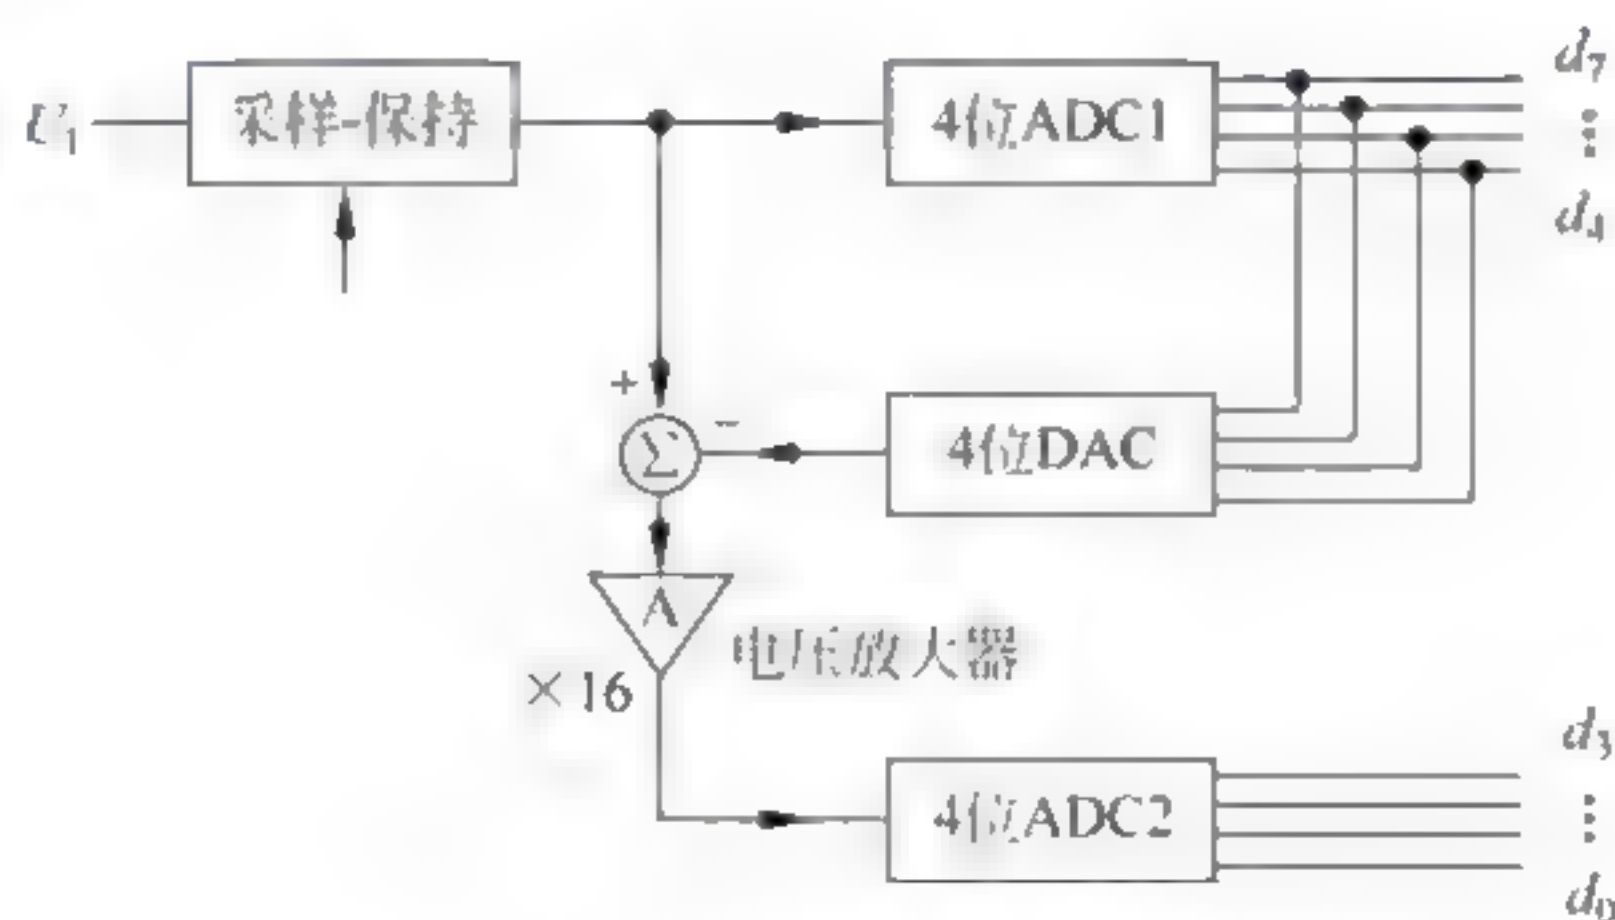 U₁
采样-保持
4位ADC1
d₇
⋮
d₄
+
−
Σ
4位DAC
A
×16
电压放大器
4位ADC2
d₃
⋮
d₀